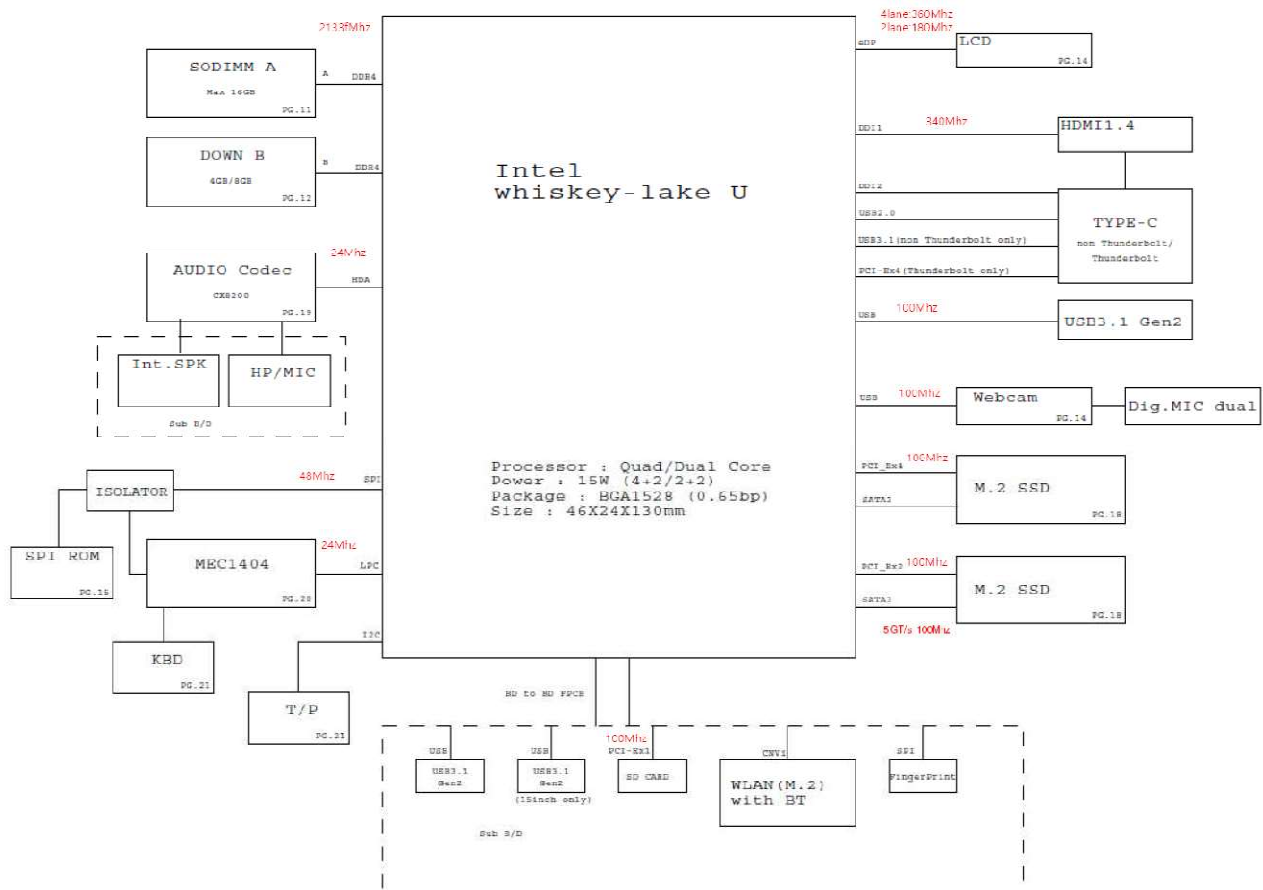 2133fMhz
SODIMM A
Max 16GB
PG.11
A
DDR4
DOWN B
4GB/8GB
PG.12
B
DDR4
24Mhz
AUDIO Codec
CX8200
PG.19
HDA
Int.SPK
HP/MIC
Sub B/D
ISOLATOR
48Mhz
SPI
SPI ROM
MEC1404
PG.20
24Mhz
LPC
KBD
PG.21
I2C
T/P
PG.21
Intel
whiskey-lake U
Processor : Quad/Dual Core
Power : 15W (4+2/2+2)
Package : BGA1528 (0.65bp)
Size : 46X24X130mm
4lane:360Mhz
2lane:180Mhz
eDP
LCD
PG.14
DDI1
340Mhz
HDMI1.4
DDI2
USB2.0
USB3.1(non Thunderbolt only)
PCI-Ex4(Thunderbolt only)
TYPE-C
non Thunderbolt/
Thunderbolt
USB
100Mhz
USB3.1 Gen2
USB
100Mhz
Webcam
PG.14
Dig.MIC dual
PCI_Ex4
100Mhz
M.2 SSD
PG.18
PCI_Ex2
100Mhz
SATA3
M.2 SSD
PG.18
5GT/s 100Mhz
BD to BD FPCB
USB
USB3.1
Gen2
USB
USB3.1
Gen2
(15inch only)
100Mhz
PCI-Ex1
SD CARD
CNVi
WLAN(M.2)
with BT
SPI
FingerPrint
Sub B/D